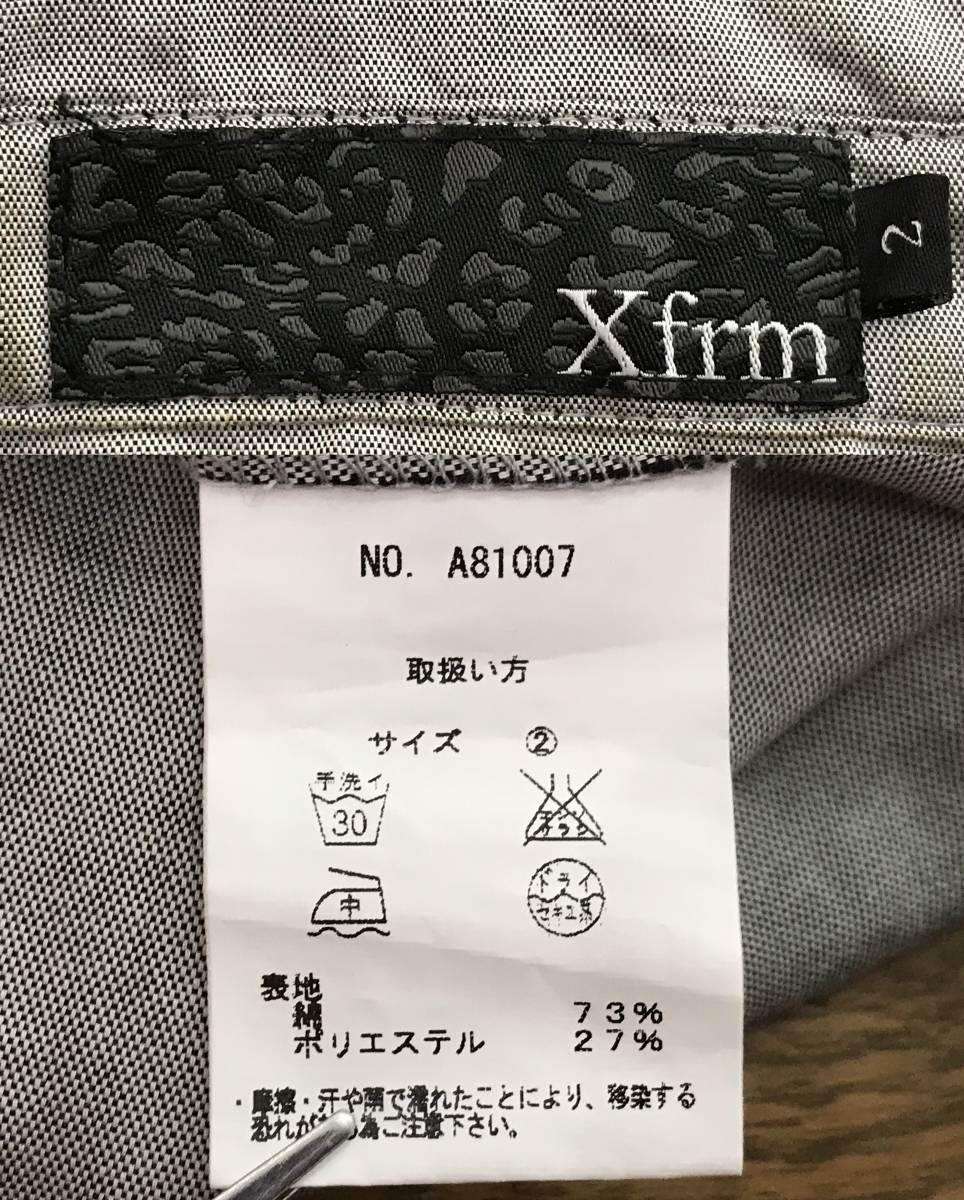 Xfrm
2
NO. A81007
取扱い方
サイズ ②
手洗イ
30
中
ドライ
セキユ系
表地
綿 73%
ポリエステル 27%
・摩擦・汗や雨で濡れたことにより、移染する
恐れが 為ご注意下さい。